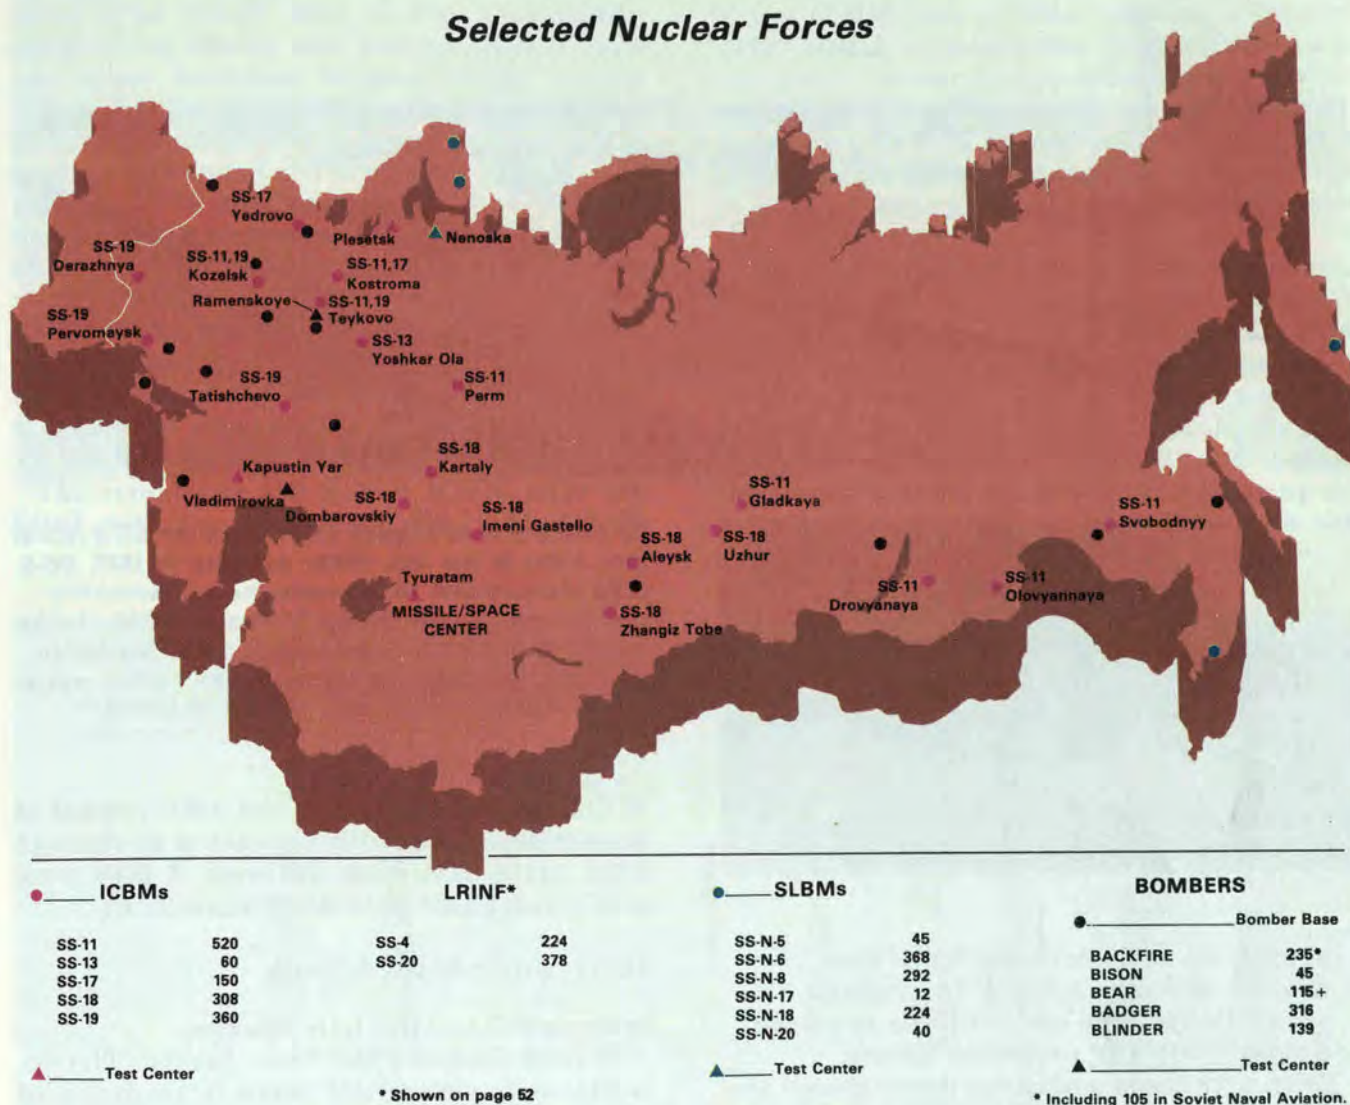 Selected Nuclear Forces
SS-17
Yedrovo
Plesetsk
Nenoska
SS-19
Derazhnya
SS-11,19
Kozelsk
SS-11,17
Kostroma
Ramenskoye
SS-11,19
Teykovo
SS-19
Pervomaysk
SS-13
Yoshkar Ola
SS-19
Tatishchevo
SS-11
Perm
SS-18
Kartaly
Kapustin Yar
Vladimirovka
SS-18
Dombarovskiy
SS-18
Imeni Gastello
SS-11
Gladkaya
SS-18
Uzhur
SS-18
Aleysk
SS-11
Svobodnyy
SS-11
Drovyanaya
SS-11
Olovyannaya
Tyuratam
MISSILE/SPACE
CENTER
SS-18
Zhangiz Tobe
ICBMs
SS-11 520
SS-13 60
SS-17 150
SS-18 308
SS-19 360
Test Center
LRINF*
SS-4 224
SS-20 378
* Shown on page 52
SLBMs
SS-N-5 45
SS-N-6 368
SS-N-8 292
SS-N-17 12
SS-N-18 224
SS-N-20 40
Test Center
BOMBERS
Bomber Base
BACKFIRE 235*
BISON 45
BEAR 115+
BADGER 316
BLINDER 139
Test Center
* Including 105 in Soviet Naval Aviation.